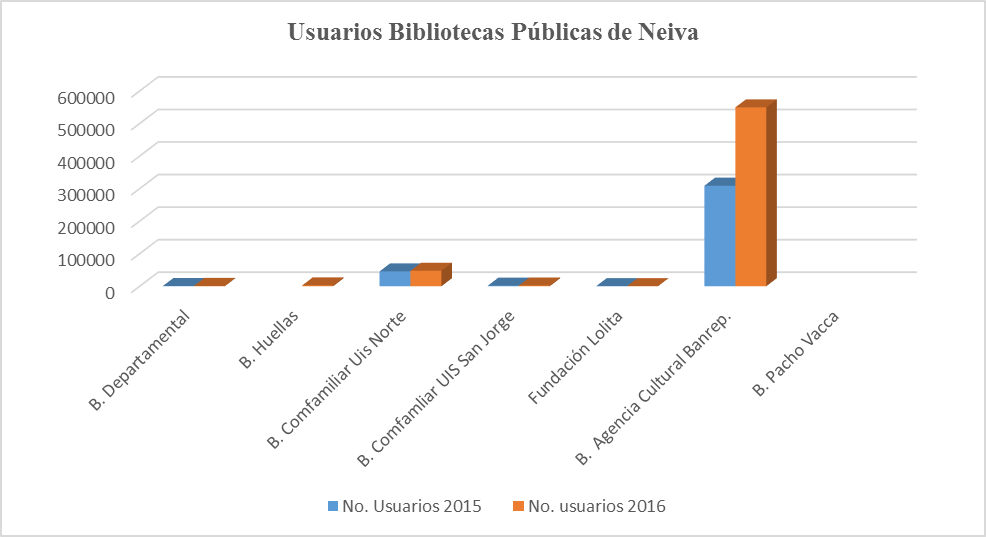 Usuarios Bibliotecas Públicas de Neiva
600000
500000
400000
300000
200000
100000
0
B. Departamental
B. Huellas
B. Comfamiliar Uis Norte
B. Comfamliar UIS San Jorge
Fundación Lolita
B. Agencia Cultural Banrep.
B. Pacho Vacca
No. Usuarios 2015
No. usuarios 2016